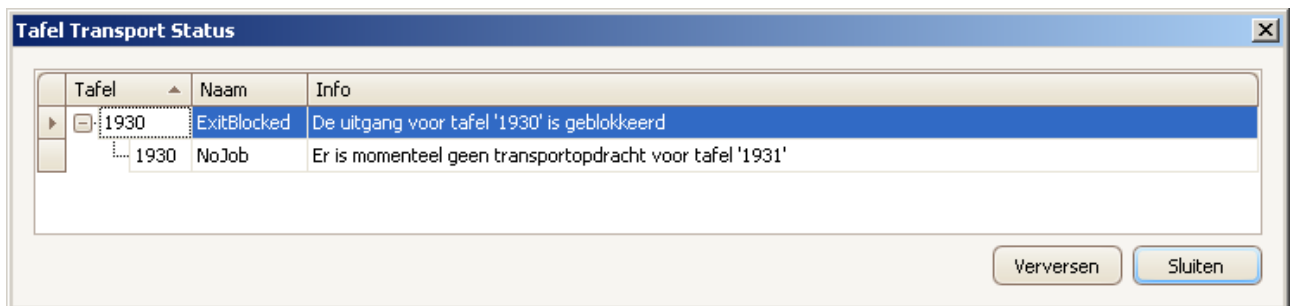 Tafel Transport Status
Tafel Naam Info
1930 ExitBlocked De uitgang voor tafel '1930' is geblokkeerd
1930 NoJob Er is momenteel geen transportopdracht voor tafel '1931'
Verversen Sluiten